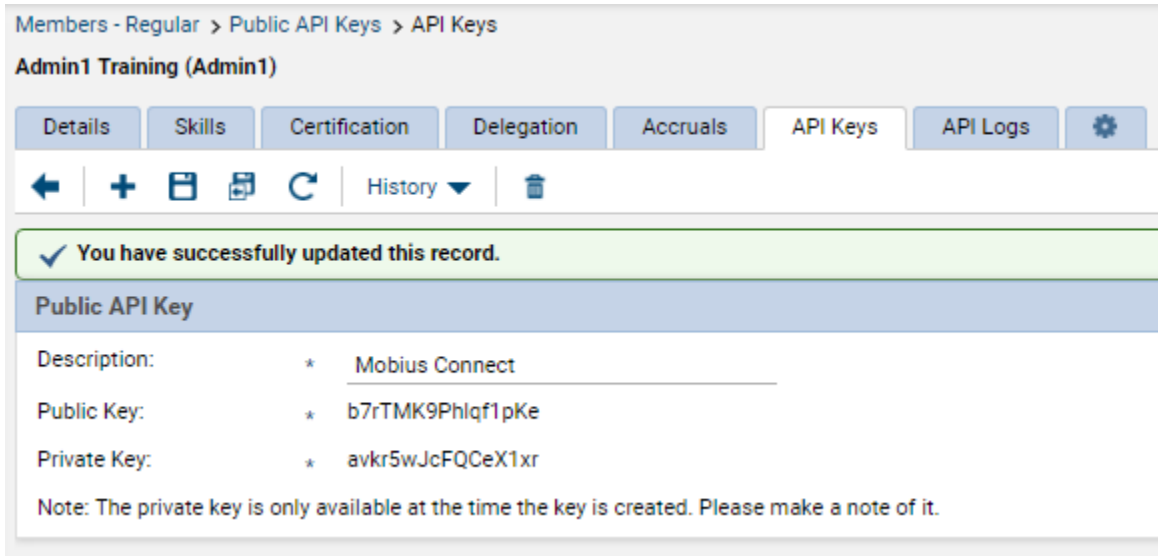 Members - Regular > Public API Keys > API Keys
Admin1 Training (Admin1)
Details Skills Certification Delegation Accruals API Keys API Logs
History
You have successfully updated this record.
Public API Key
Description: * Mobius Connect
Public Key: * b7rTMK9Phlqf1pKe
Private Key: * avkr5wJcFQCeX1xr
Note: The private key is only available at the time the key is created. Please make a note of it.